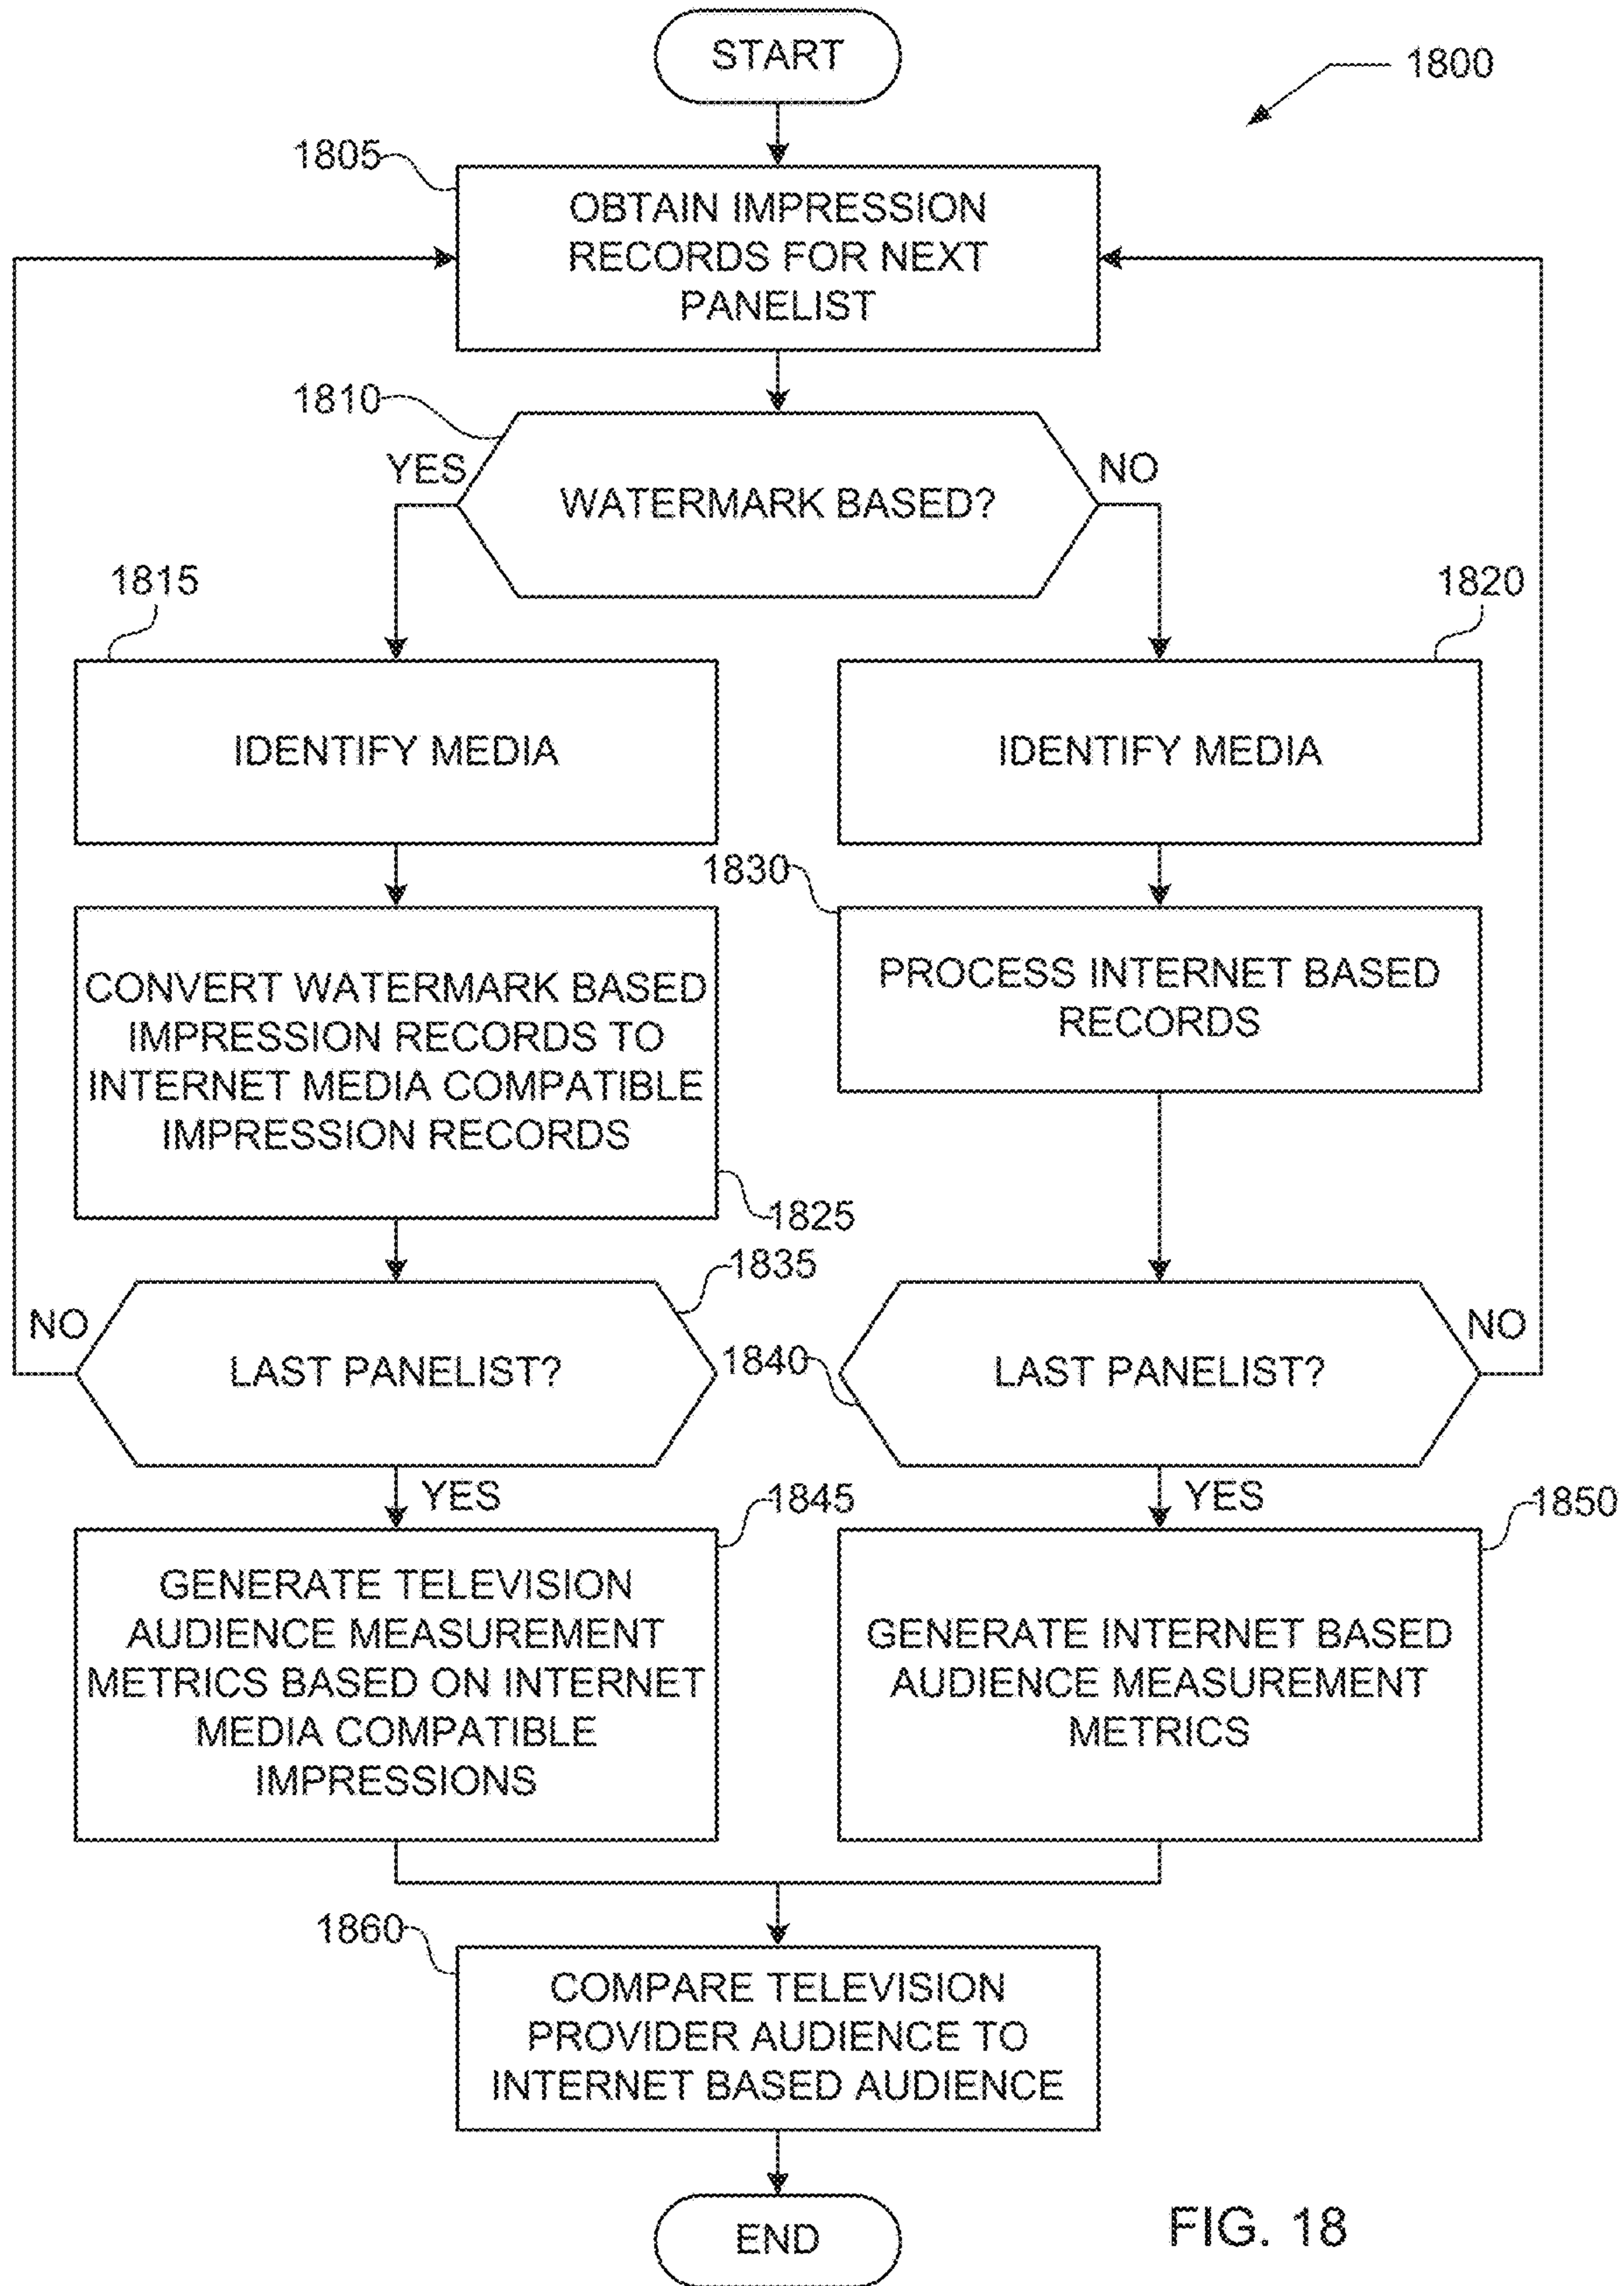 START
1800
1805
OBTAIN IMPRESSION
RECORDS FOR NEXT
PANELIST
1810
YES
NO
WATERMARK BASED?
1815
1820
IDENTIFY MEDIA
IDENTIFY MEDIA
1830
CONVERT WATERMARK BASED
IMPRESSION RECORDS TO
INTERNET MEDIA COMPATIBLE
IMPRESSION RECORDS
PROCESS INTERNET BASED
RECORDS
1825
1835
NO
LAST PANELIST?
1840
LAST PANELIST?
NO
YES
YES
1845
1850
GENERATE TELEVISION
AUDIENCE MEASUREMENT
METRICS BASED ON INTERNET
MEDIA COMPATIBLE
IMPRESSIONS
GENERATE INTERNET BASED
AUDIENCE MEASUREMENT
METRICS
1860
COMPARE TELEVISION
PROVIDER AUDIENCE TO
INTERNET BASED AUDIENCE
END
FIG. 18